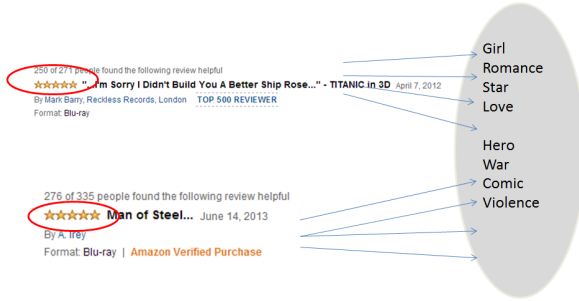 250 of 271 people found the following review helpful
"...I'm Sorry I Didn't Build You A Better Ship Rose..." - TITANIC in 3D April 7, 2012
By Mark Barry, Reckless Records, London TOP 500 REVIEWER
Format: Blu-ray
276 of 335 people found the following review helpful
Man of Steel... June 14, 2013
By A. Irey
Format: Blu-ray | Amazon Verified Purchase
Girl
Romance
Star
Love
Hero
War
Comic
Violence